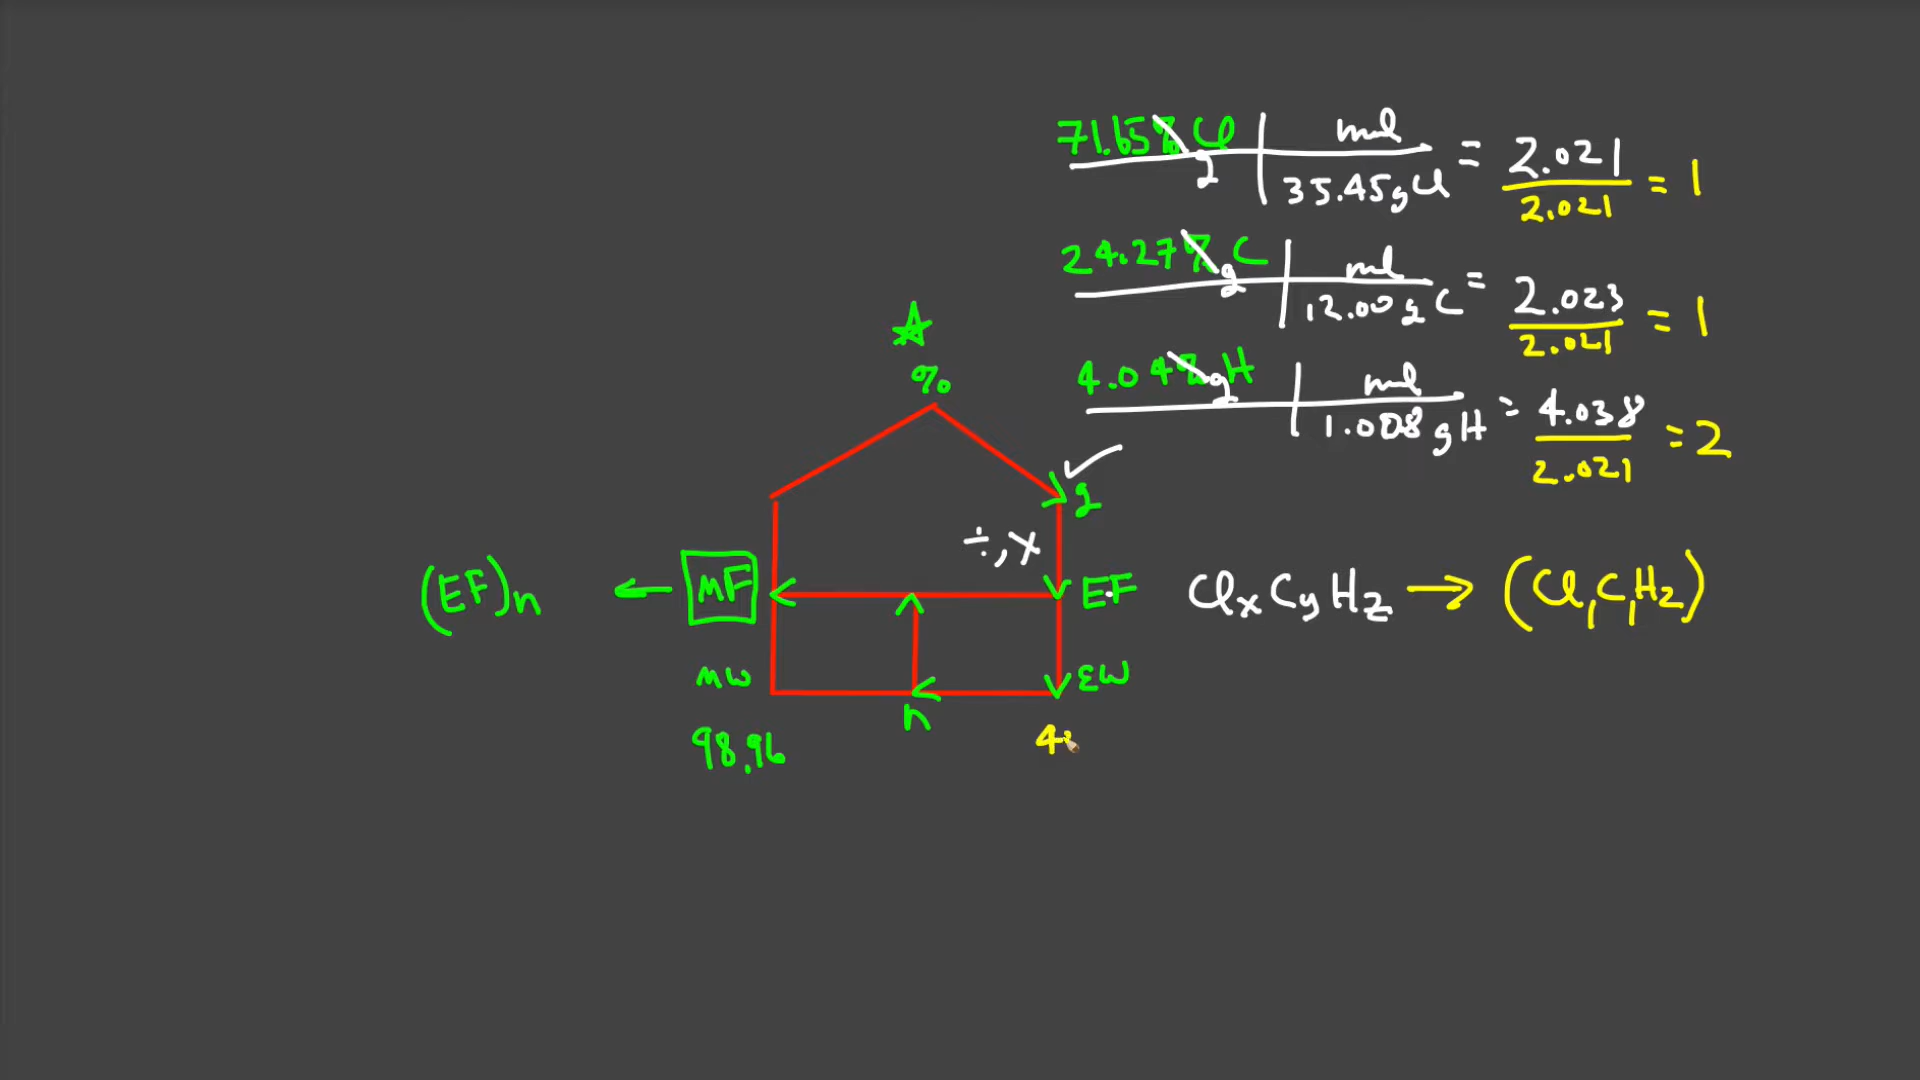 71.65% Cl g | mol 35.45 g Cl = 2.021 / 2.021 = 1
24.27% C g | mol 12.00 g C = 2.023 / 2.021 = 1
4.04% H g | mol 1.008 g H = 4.038 / 2.021 = 2
☆
%
g
÷, x
(EF)n ← MF
EF
ClxCyHz → (Cl1C1H2)
MW
n
EW
98.96